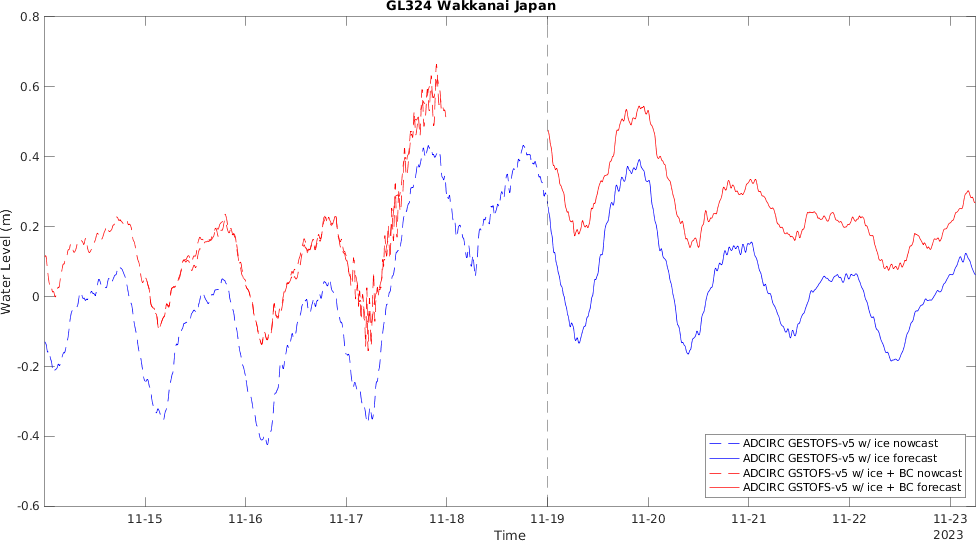 GL324 Wakkanai Japan
0.8
0.6
0.4
0.2
0
-0.2
-0.4
-0.6
Water Level (m)
11-15
11-16
11-17
11-18
11-19
11-20
11-21
11-22
11-23
Time
2023
ADCIRC GESTOFS-v5 w/ ice nowcast
ADCIRC GESTOFS-v5 w/ ice forecast
ADCIRC GSTOFS-v5 w/ ice + BC nowcast
ADCIRC GSTOFS-v5 w/ ice + BC forecast